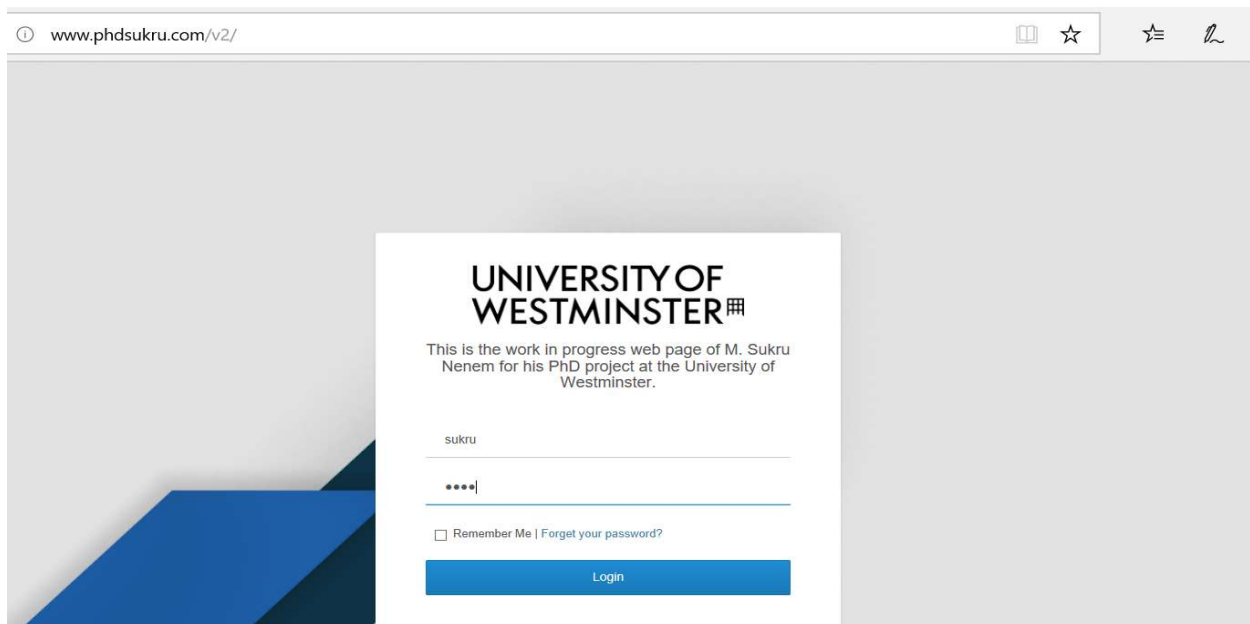 www.phdsukru.com/v2/
UNIVERSITY OF
WESTMINSTER
This is the work in progress web page of M. Sukru
Nenem for his PhD project at the University of
Westminster.
sukru
••••
Remember Me | Forget your password?
Login